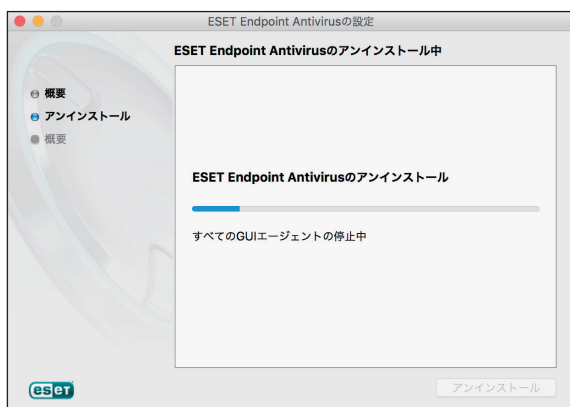 ESET Endpoint Antivirusの設定
ESET Endpoint Antivirusのアンインストール中
概要
アンインストール
概要
ESET Endpoint Antivirusのアンインストール
すべてのGUIエージェントの停止中
eset
アンインストール